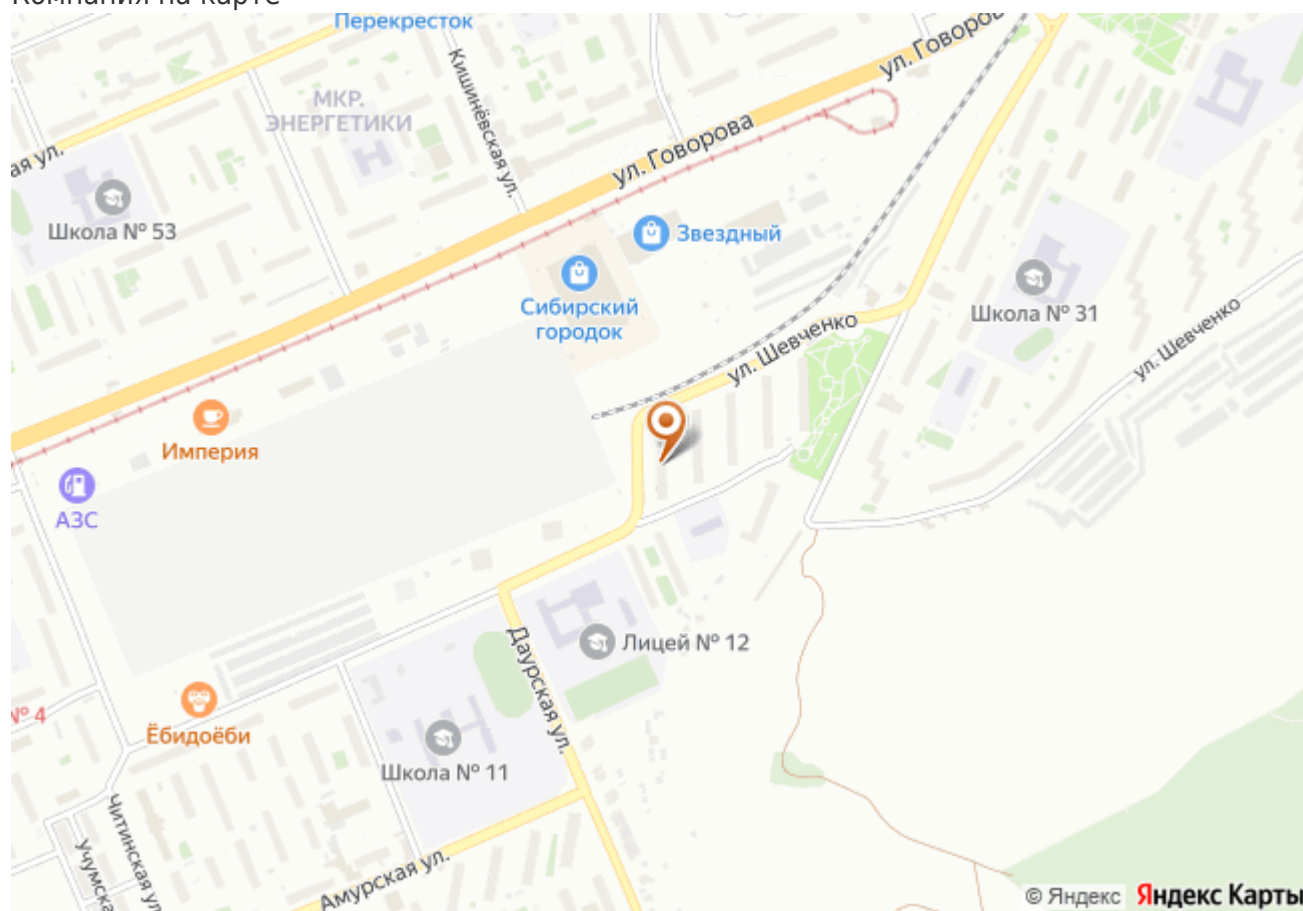 Компания на карте
Перекресток
Кишинёвская ул.
ул. Говорова
МКР.
ЭНЕРГЕТИКИ
ул. Говорова
ая ул.
Школа № 53
Звездный
Сибирский
городок
Школа № 31
ул. Шевченко
ул. Шевченко
Империя
АЗС
Лицей № 12
Даурская ул.
№ 4
Ёбидоёби
Школа № 11
Читинская ул.
Учумска
Амурская ул.
© Яндекс Яндекс Карты